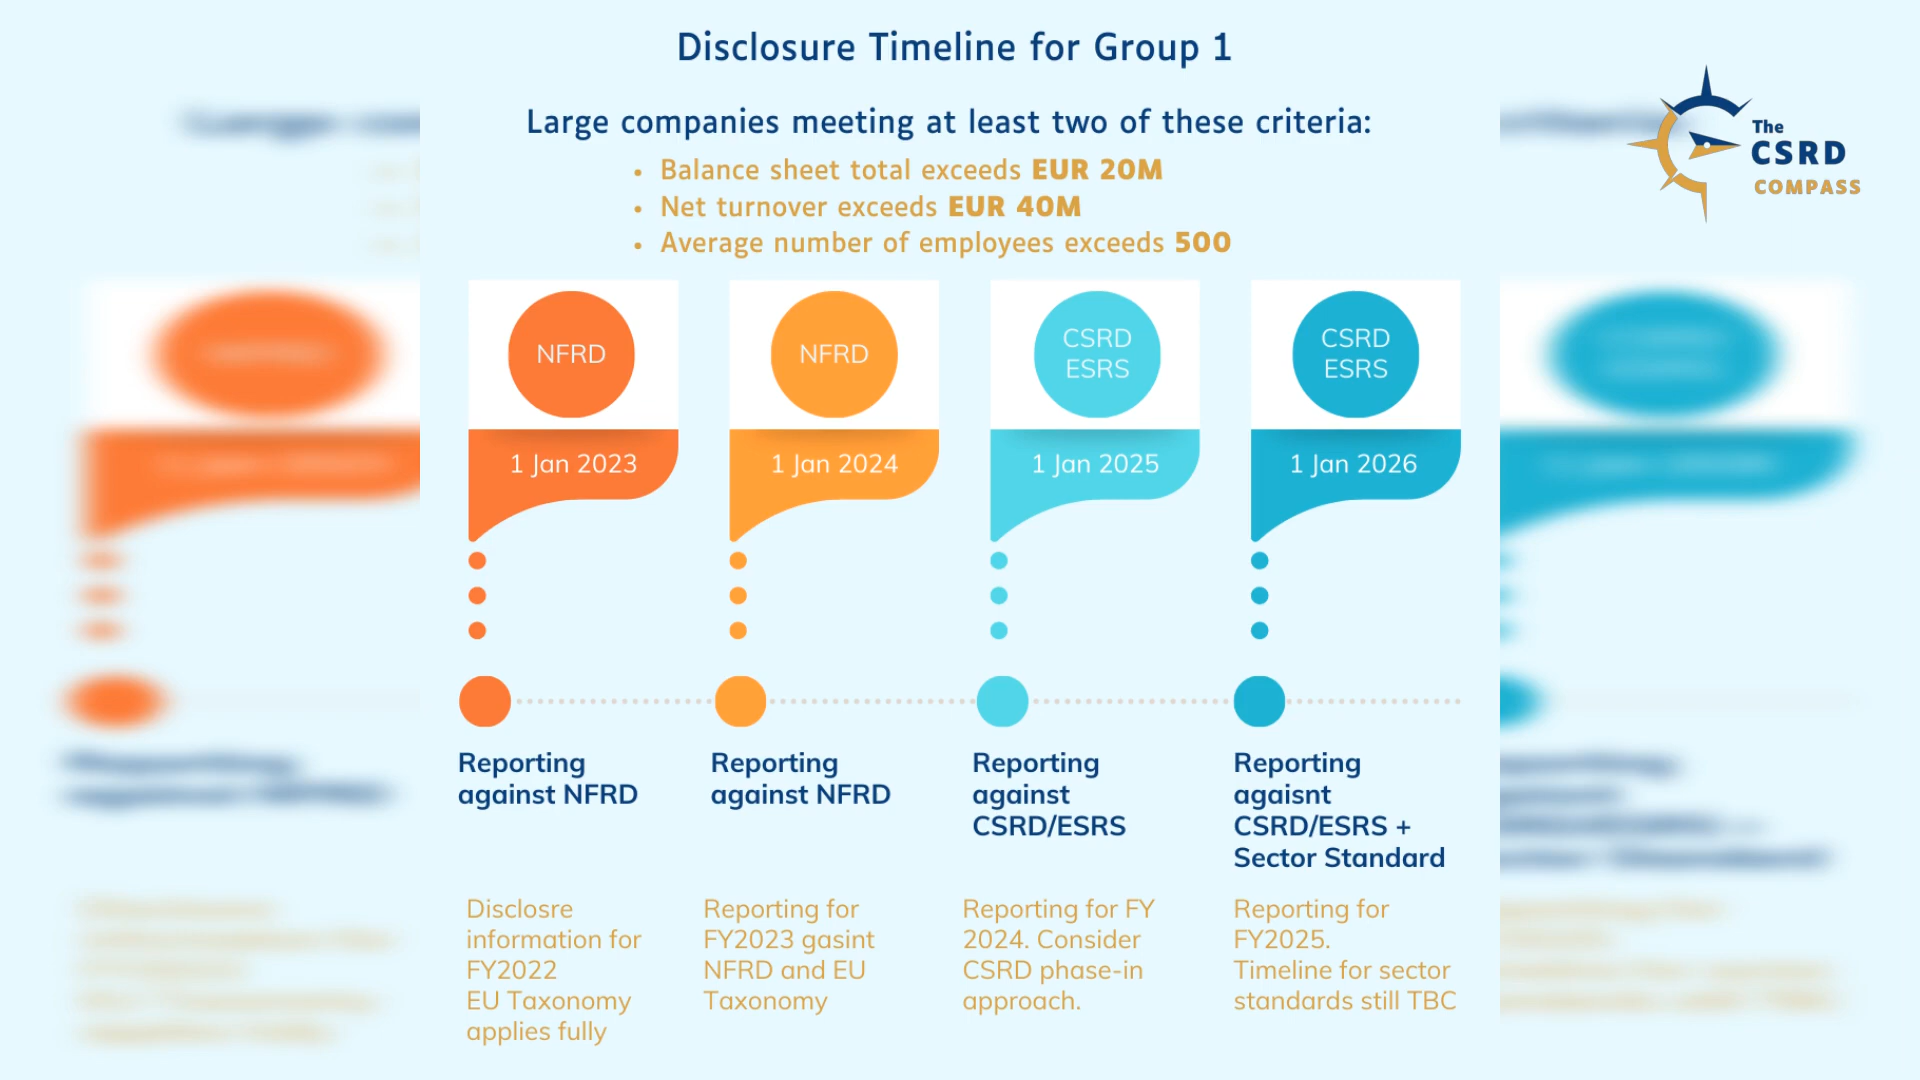 Disclosure Timeline for Group 1
Large companies meeting at least two of these criteria:
• Balance sheet total exceeds EUR 20M
• Net turnover exceeds EUR 40M
• Average number of employees exceeds 500
The
CSRD
COMPASS
NFRD
1 Jan 2023
NFRD
1 Jan 2024
CSRD
ESRS
1 Jan 2025
CSRD
ESRS
1 Jan 2026
Reporting
against NFRD
Disclosre
information for
FY2022
EU Taxonomy
applies fully
Reporting
against NFRD
Reporting for
FY2023 gasint
NFRD and EU
Taxonomy
Reporting
against
CSRD/ESRS
Reporting for FY
2024. Consider
CSRD phase-in
approach.
Reporting
agaisnt
CSRD/ESRS +
Sector Standard
Reporting for
FY2025.
Timeline for sector
standards still TBC